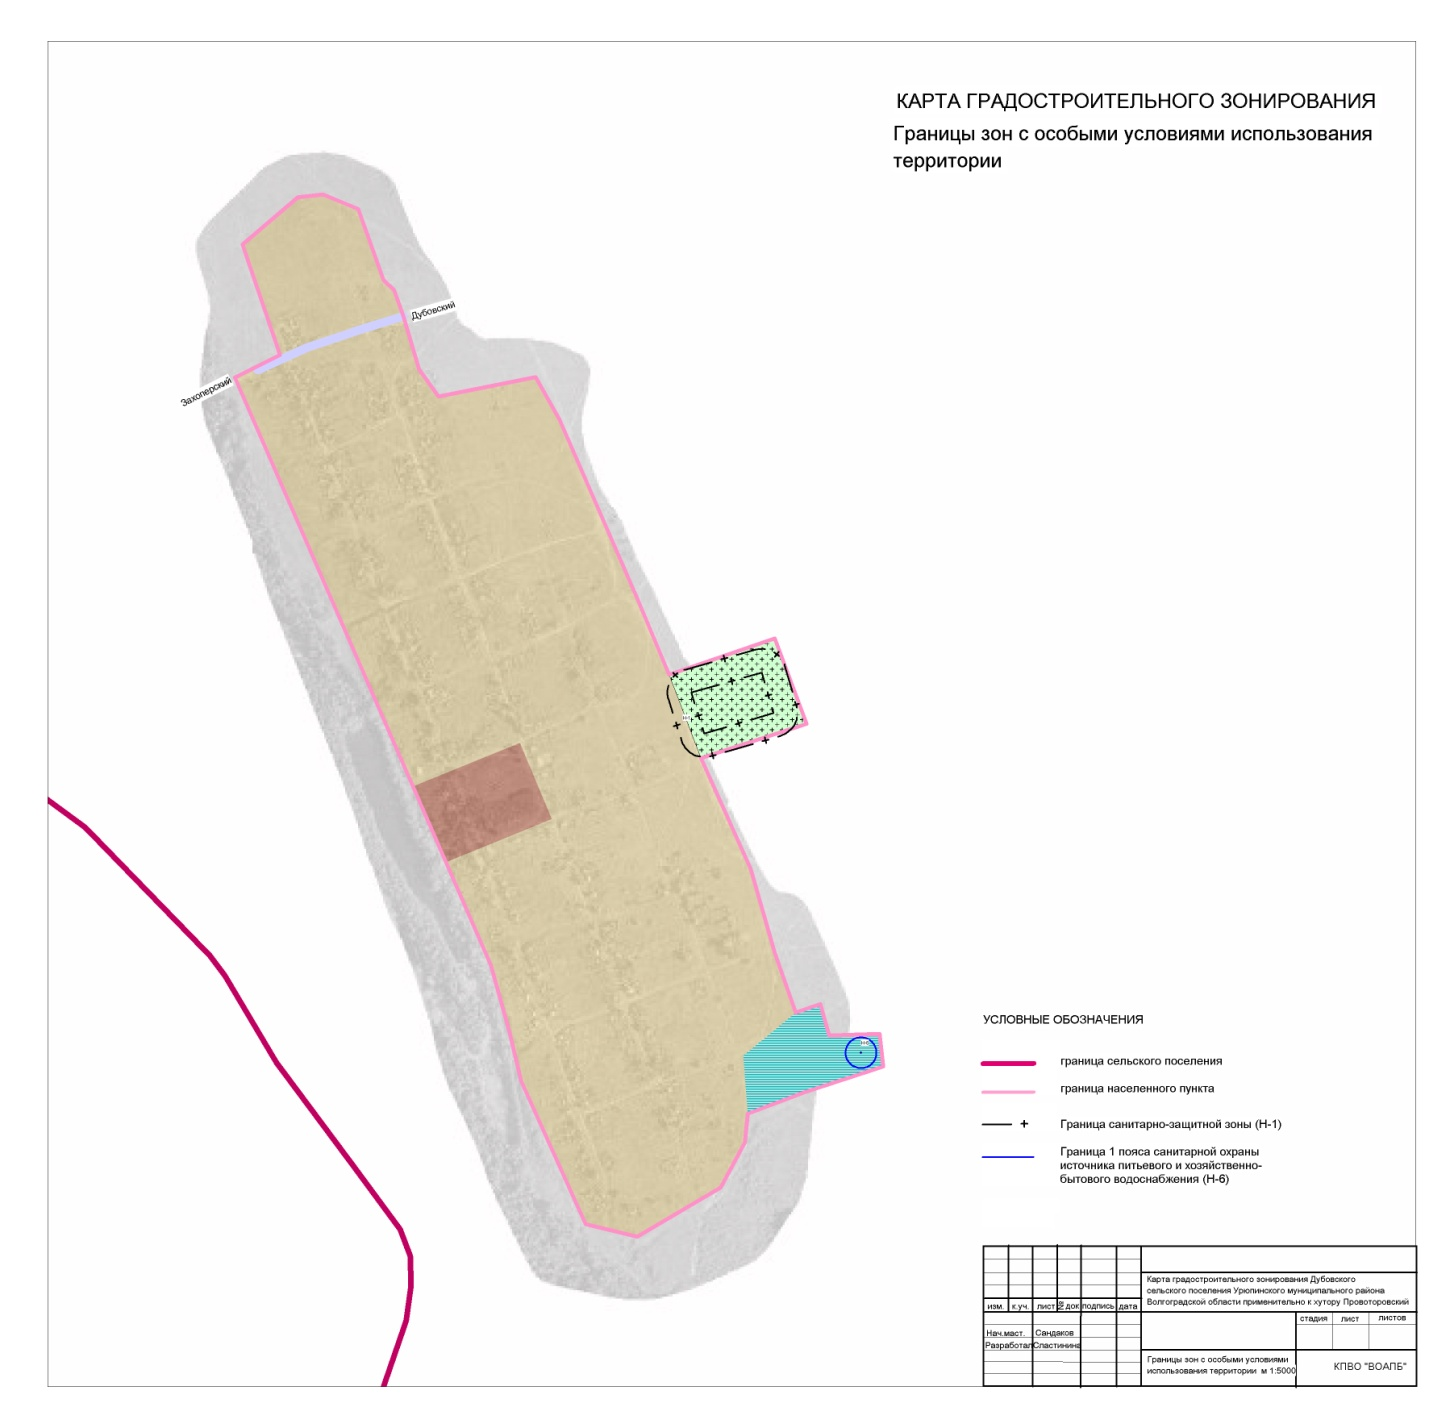 КАРТА ГРАДОСТРОИТЕЛЬНОГО ЗОНИРОВАНИЯ
Границы зон с особыми условиями использования
территории
Дубовский
Захоперский
УСЛОВНЫЕ ОБОЗНАЧЕНИЯ
граница сельского поселения
граница населенного пункта
Граница санитарно-защитной зоны (Н-1)
Граница 1 пояса санитарной охраны
источника питьевого и хозяйственно-
бытового водоснабжения (Н-6)
Карта градостроительного зонирования Дубовского
сельского поселения Урюпинского муниципального района
Волгоградской области применительно к хутору Провоторовский
изм. к.уч. лист № док подпись дата
стадия лист листов
Нач.маст. Сандаков
Разработал Сластинина
Границы зон с особыми условиями
использования территории м 1:5000
КПВО "ВОАПБ"